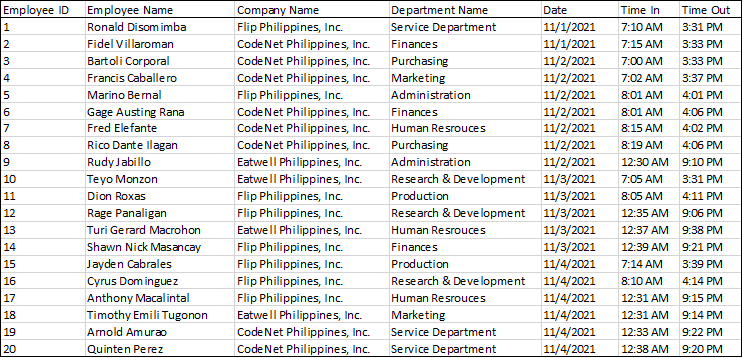 Employee ID Employee Name Company Name Department Name Date Time In Time Out
1 Ronald Disomimba Flip Philippines, Inc. Service Department 11/1/2021 7:10 AM 3:31 PM
2 Fidel Villaroman CodeNet Philippines, Inc. Finances 11/1/2021 7:15 AM 3:33 PM
3 Bartoli Corporal CodeNet Philippines, Inc. Purchasing 11/2/2021 7:00 AM 3:33 PM
4 Francis Caballero CodeNet Philippines, Inc. Marketing 11/2/2021 7:02 AM 3:37 PM
5 Marino Bernal Flip Philippines, Inc. Administration 11/2/2021 8:01 AM 4:01 PM
6 Gage Austing Rana CodeNet Philippines, Inc. Finances 11/2/2021 8:01 AM 4:06 PM
7 Fred Elefante CodeNet Philippines, Inc. Human Resrouces 11/2/2021 8:15 AM 4:02 PM
8 Rico Dante Ilagan CodeNet Philippines, Inc. Purchasing 11/2/2021 8:19 AM 4:06 PM
9 Rudy Jabillo Eatwell Philippines, Inc. Administration 11/2/2021 12:30 AM 9:10 PM
10 Teyo Monzon Eatwell Philippines, Inc. Research & Development 11/3/2021 7:05 AM 3:31 PM
11 Dion Roxas Flip Philippines, Inc. Production 11/3/2021 8:05 AM 4:11 PM
12 Rage Panaligan Flip Philippines, Inc. Research & Development 11/3/2021 12:35 AM 9:06 PM
13 Turi Gerard Macrohon Eatwell Philippines, Inc. Human Resrouces 11/3/2021 12:37 AM 9:38 PM
14 Shawn Nick Masancay Flip Philippines, Inc. Finances 11/3/2021 12:39 AM 9:21 PM
15 Jayden Cabrales Flip Philippines, Inc. Production 11/4/2021 7:14 AM 3:39 PM
16 Cyrus Dominguez Flip Philippines, Inc. Research & Development 11/4/2021 8:10 AM 4:14 PM
17 Anthony Macalintal Flip Philippines, Inc. Human Resrouces 11/4/2021 12:31 AM 9:15 PM
18 Timothy Emili Tugonon Eatwell Philippines, Inc. Marketing 11/4/2021 12:31 AM 9:14 PM
19 Arnold Amurao CodeNet Philippines, Inc. Service Department 11/4/2021 12:33 AM 9:22 PM
20 Quinten Perez CodeNet Philippines, Inc. Service Department 11/4/2021 12:38 AM 9:20 PM